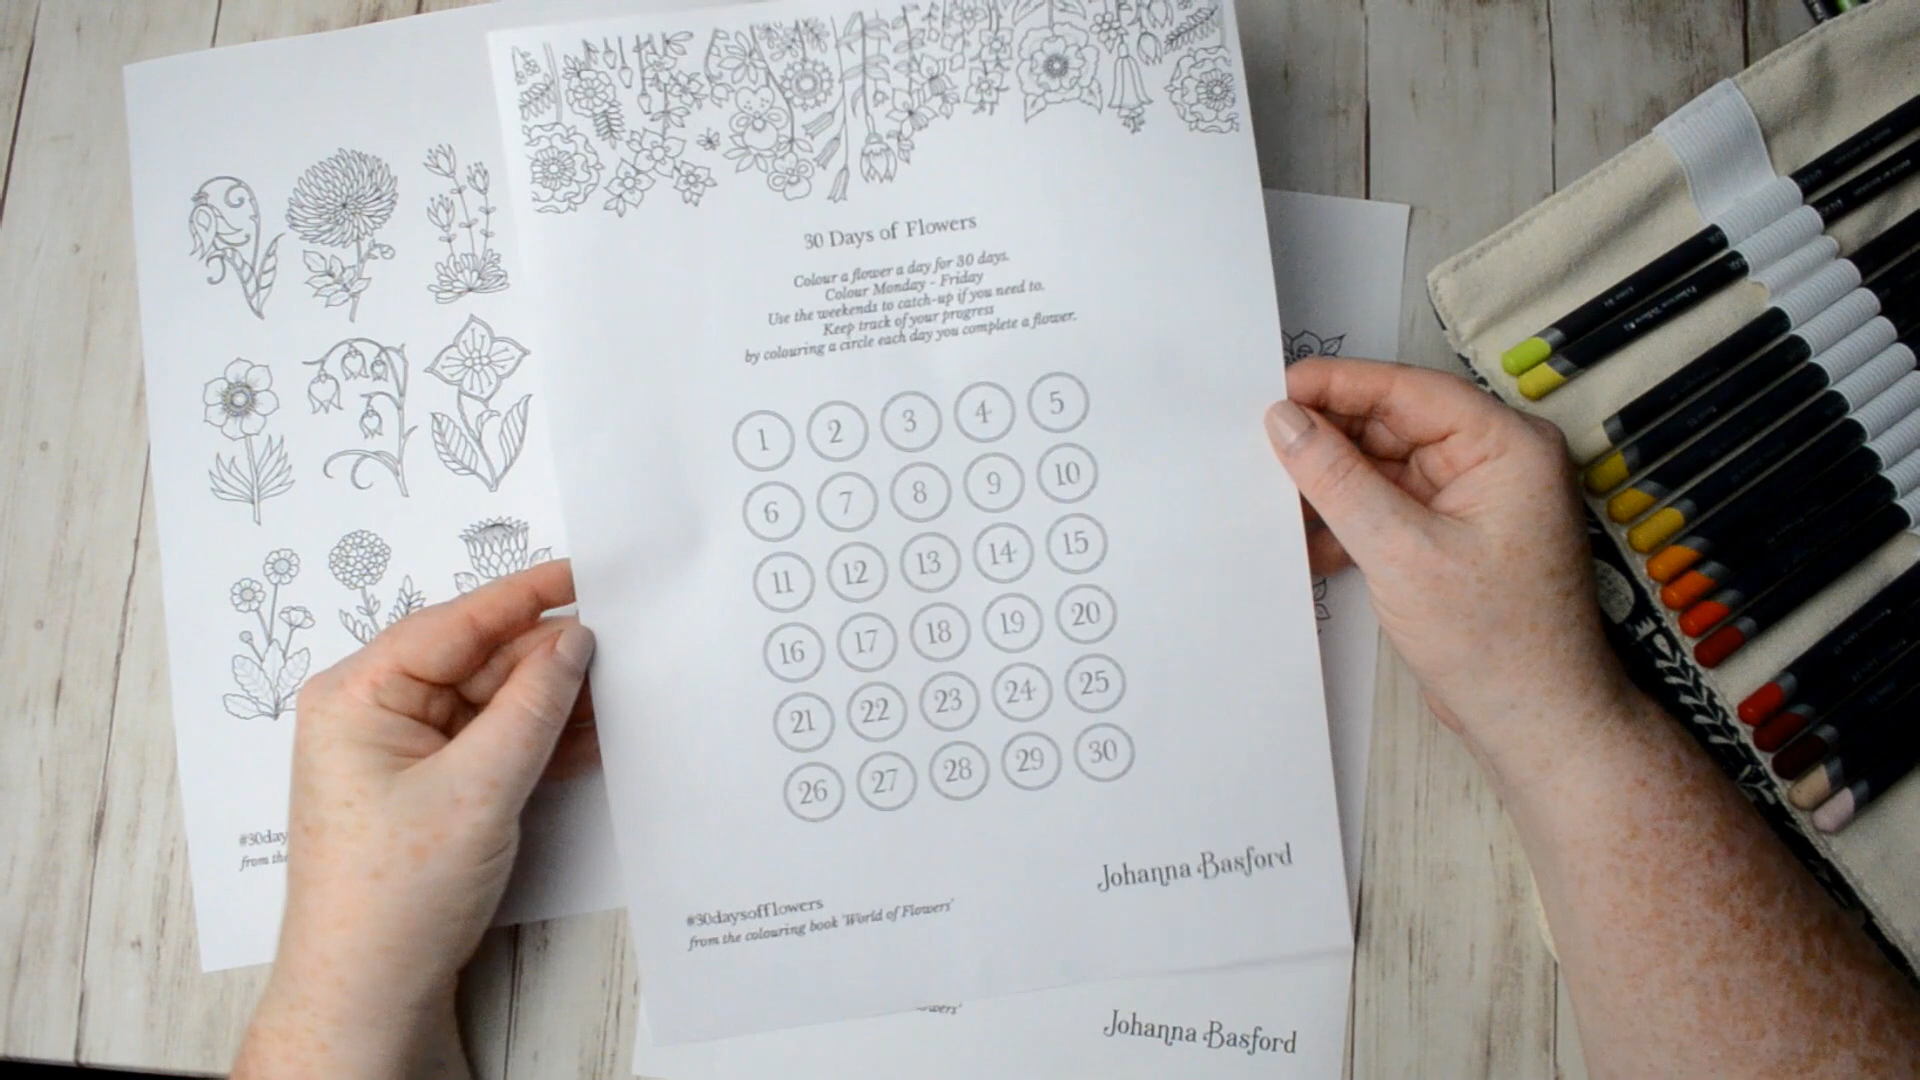 30 Days of Flowers
Colour a flower a day for 30 days.
Colour Monday - Friday
Use the weekends to catch-up if you need to.
Keep track of your progress
by colouring a circle each day you complete a flower.
1 2 3 4 5
6 7 8 9 10
11 12 13 14 15
16 17 18 19 20
21 22 23 24 25
26 27 28 29 30
Johanna Basford
#30daysofflowers
from the colouring book 'World of Flowers'
#30day
from the
Johanna Basford